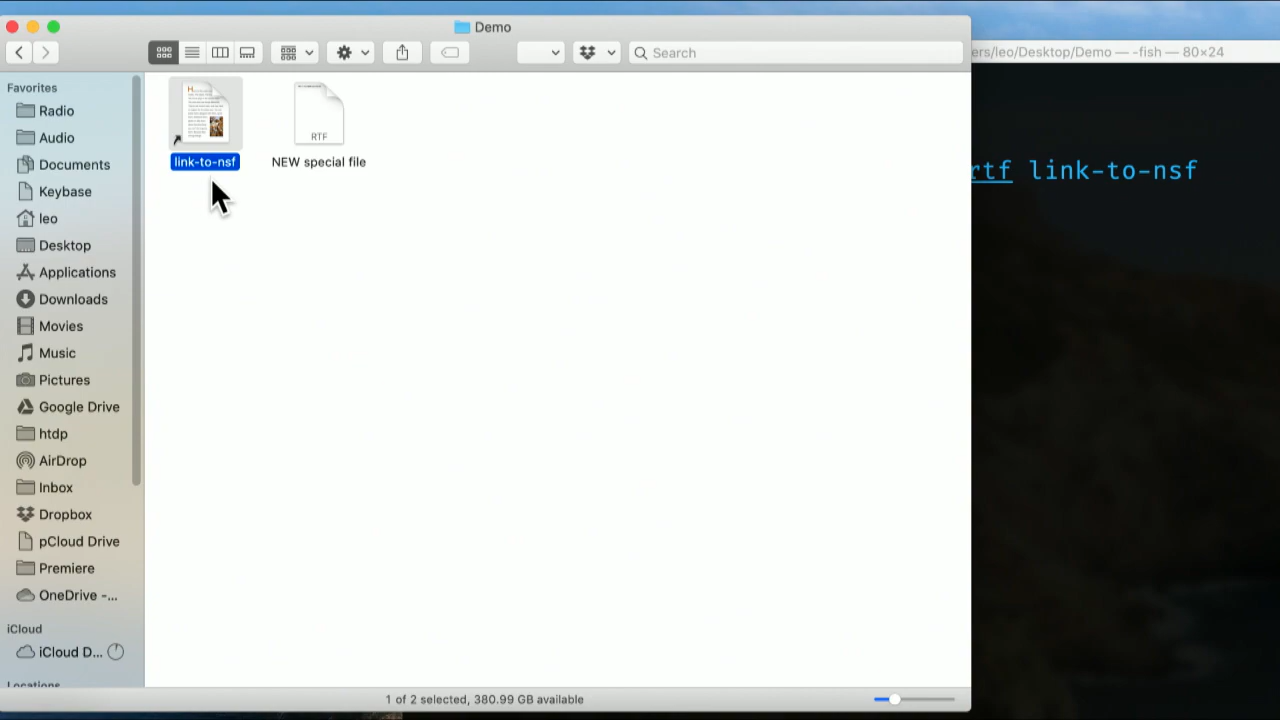 Demo
Search
ers/leo/Desktop/Demo — -fish — 80×24
Favorites
Radio
Audio
Documents
Keybase
leo
Desktop
Applications
Downloads
Movies
Music
Pictures
Google Drive
htdp
AirDrop
Inbox
Dropbox
pCloud Drive
Premiere
OneDrive -...
iCloud
iCloud D...
Locations
RTF
link-to-nsf
NEW special file
rtf link-to-nsf
1 of 2 selected, 380.99 GB available